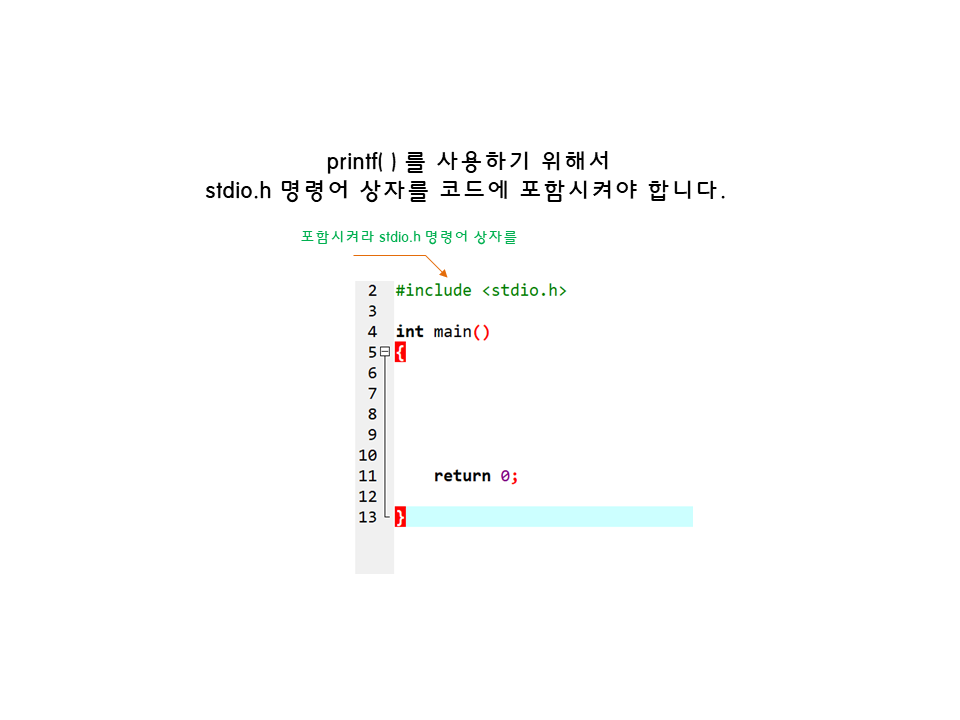 printf( ) 를 사용하기 위해서
stdio.h 명령어 상자를 코드에 포함시켜야 합니다.
포함시켜라 stdio.h 명령어 상자를
2 #include <stdio.h>
3
4 int main()
5 {
6
7
8
9
10
11 return 0;
12
13 }